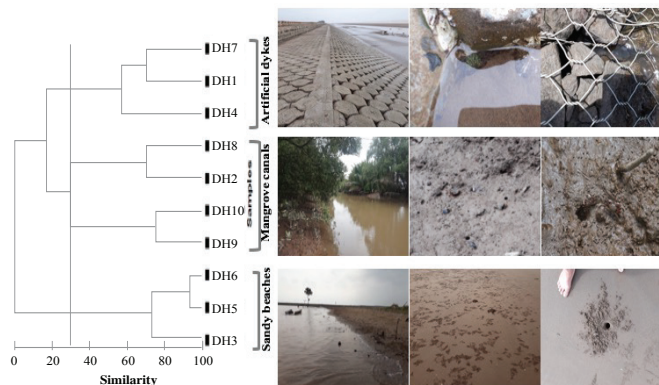 DH7
DH1
DH4
DH8
DH2
DH10
DH9
DH6
DH5
DH3
Samples
Artificial dykes
Mangrove canals
Sandy beaches
0 20 40 60 80 100
Similarity